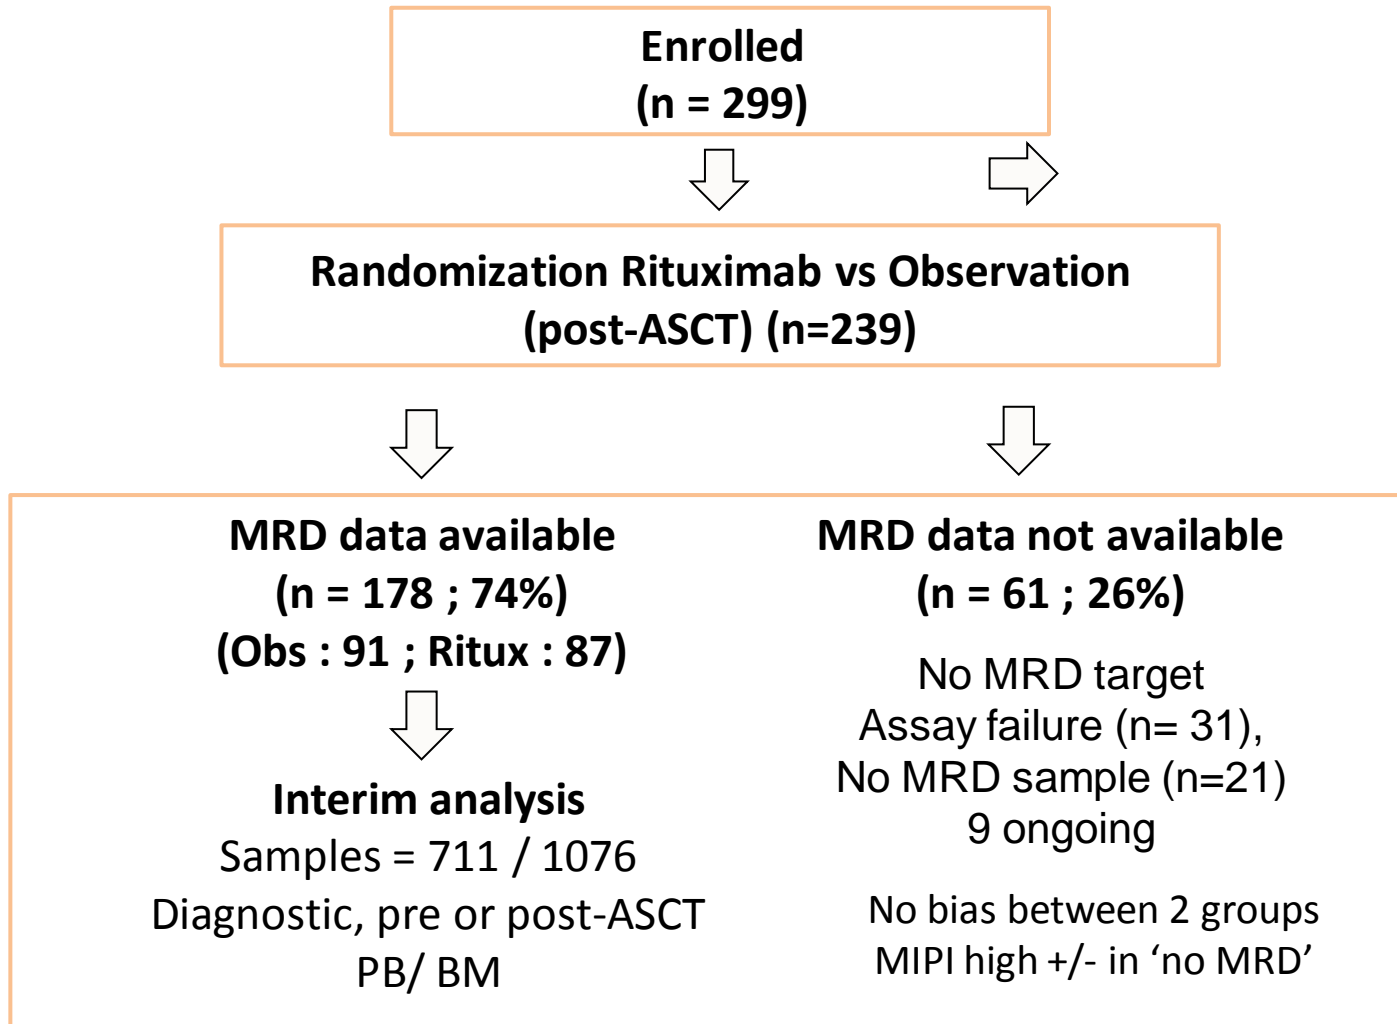 Enrolled
(n = 299)
Randomization Rituximab vs Observation
(post-ASCT) (n=239)
MRD data available
(n = 178 ; 74%)
(Obs : 91 ; Ritux : 87)
Interim analysis
Samples = 711 / 1076
Diagnostic, pre or post-ASCT
PB/ BM
MRD data not available
(n = 61 ; 26%)
No MRD target
Assay failure (n= 31),
No MRD sample (n=21)
9 ongoing
No bias between 2 groups
MIPI high +/- in ‘no MRD’